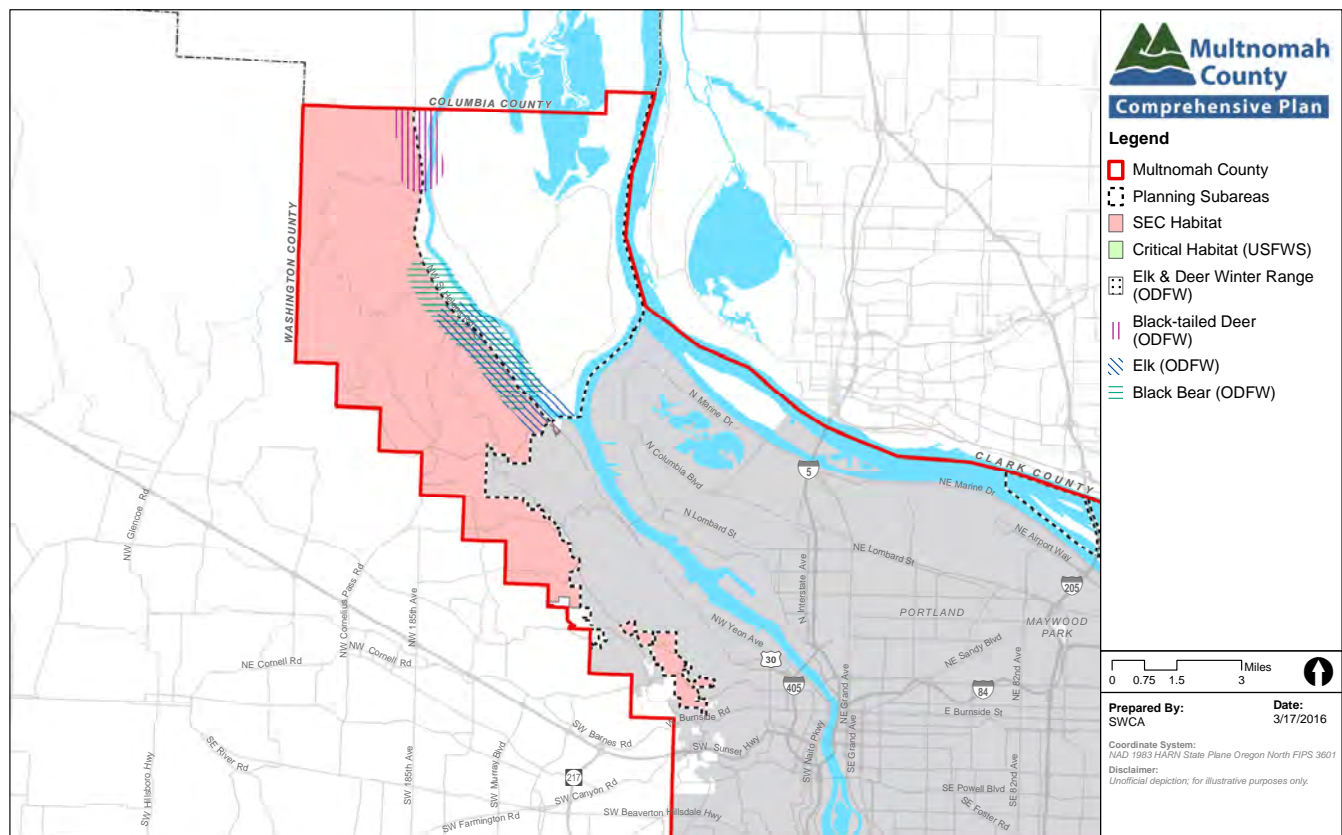 COLUMBIA COUNTY
WASHINGTON COUNTY
CLARK COUNTY
N Marine Dr
N Columbia Blvd
5
NE Marine Dr
N Lombard St
NE Lombard St
NE Airport Way
205
N Interstate Ave
PORTLAND
MAYWOOD
PARK
NW Glencoe Rd
NW Cornelius Pass Rd
NW 185th Ave
NW Cornell Rd
NE Cornell Rd
NW Yeon Ave
30
405
NE Sandy Blvd
NE 82nd Ave
84
NE Grand Ave
W Burnside Rd
E Burnside St
SW Barnes Rd
SW Sunset Hwy
SW Naito Pkwy
SE Grand Ave
SE River Rd
SW Hillsboro Hwy
SW 185th Ave
SW Murray Blvd
217
SW Canyon Rd
SE Powell Blvd
SE 82nd Ave
SE Foster Rd
SW Farmington Rd
SW Beaverton Hillsdale Hwy
Multnomah
County
Comprehensive Plan
Legend
Multnomah County
Planning Subareas
SEC Habitat
Critical Habitat (USFWS)
Elk & Deer Winter Range
(ODFW)
Black-tailed Deer
(ODFW)
Elk (ODFW)
Black Bear (ODFW)
Miles
0 0.75 1.5 3
Prepared By:
SWCA
Date:
3/17/2016
Coordinate System:
NAD 1983 HARN State Plane Oregon North FIPS 3601
Disclaimer:
Unofficial depiction; for illustrative purposes only.